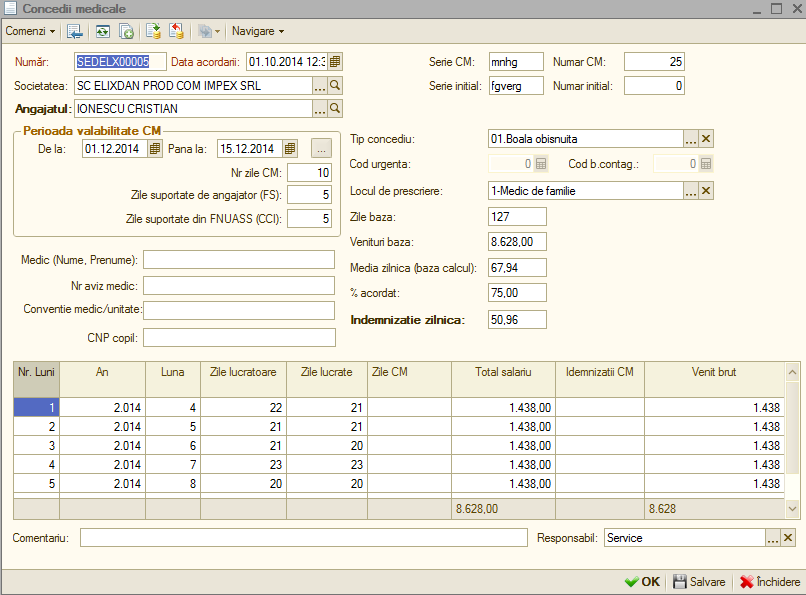 Concedii medicale
Comenzi Navigare
Număr: SEDELX00005 Data acordarii: 01.10.2014 12:3 Serie CM: mnhg Numar CM: 25
Societatea: SC ELIXDAN PROD COM IMPEX SRL ... Serie initial: fgverg Numar initial: 0
Angajatul: IONESCU CRISTIAN ...
Perioada valabilitate CM
De la: 01.12.2014 Pana la: 15.12.2014 ...
Nr zile CM: 10
Zile suportate de angajator (FS): 5
Zile suportate din FNUASS (CCI): 5
Tip concediu: 01.Boala obisnuita ...
Cod urgenta: 0 Cod b.contag.: 0
Locul de prescriere: 1-Medic de familie ...
Zile baza: 127
Venituri baza: 8.628,00
Media zilnica (baza calcul): 67,94
% acordat: 75,00
Indemnizatie zilnica: 50,96
Medic (Nume, Prenume):
Nr aviz medic:
Conventie medic/unitate:
CNP copil:
Nr. Luni An Luna Zile lucratoare Zile lucrate Zile CM Total salariu Idemnizatii CM Venit brut
1 2.014 4 22 21 1.438,00 1.438
2 2.014 5 21 21 1.438,00 1.438
3 2.014 6 21 20 1.438,00 1.438
4 2.014 7 23 23 1.438,00 1.438
5 2.014 8 20 20 1.438,00 1.438
8.628,00 8.628
Comentariu: Responsabil: Service ...
OK Salvare Închidere